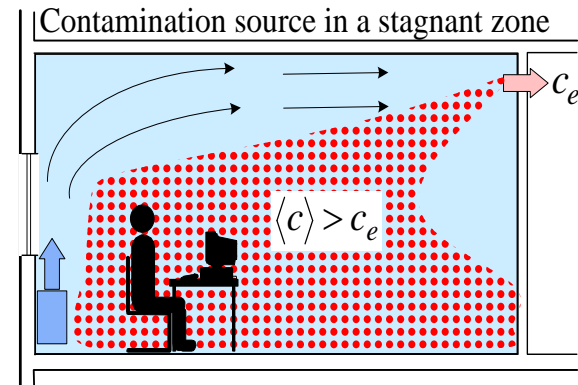 Contamination source in a stagnant zone
c_e
⟨c⟩ > c_e